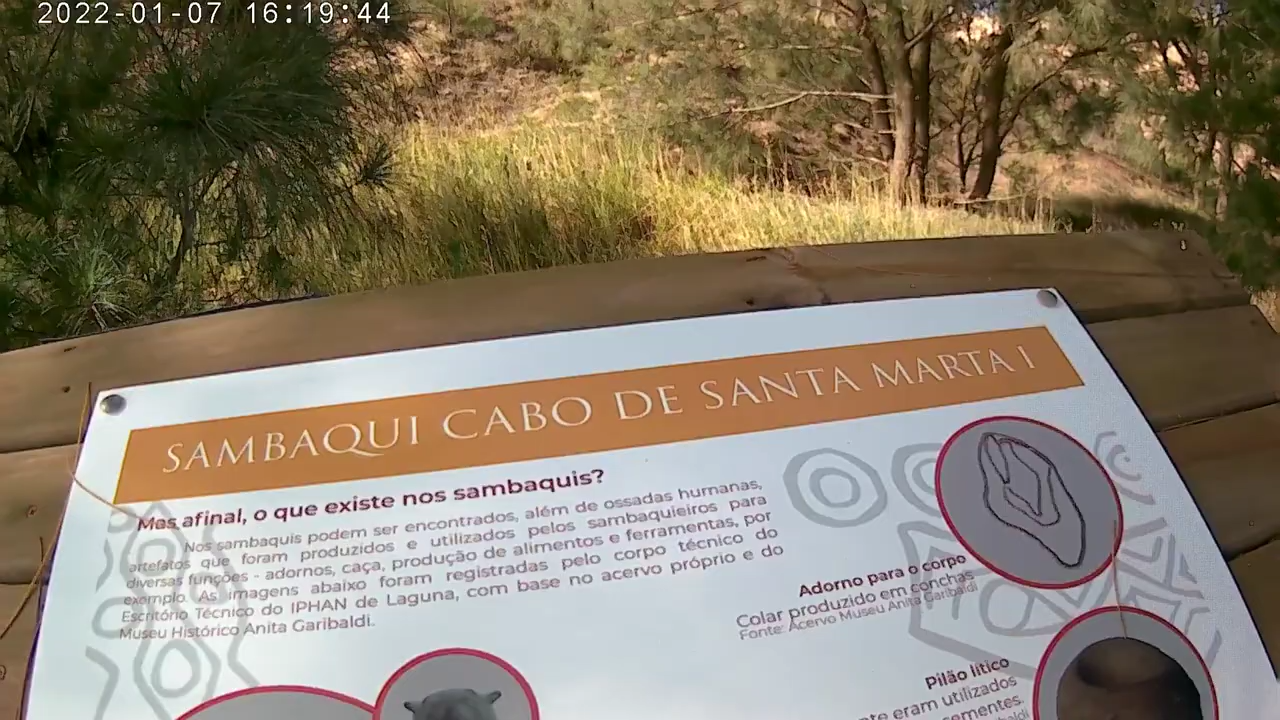 2022-01-07 16:19:44
SAMBAQUI CABO DE SANTA MARTA I
Mas afinal, o que existe nos sambaquis?
Nos sambaquis podem ser encontrados, além de ossadas humanas,
artefatos que foram produzidos e utilizados pelos sambaquieiros para
diversas funções - adornos, caça, produção de alimentos e ferramentas, por
exemplo. As imagens abaixo foram registradas pelo corpo técnico do
Escritório Técnico do IPHAN de Laguna, com base no acervo próprio e do
Museu Histórico Anita Garibaldi.
Adorno para o corpo
Colar produzido em conchas
Fonte: Acervo Museu Anita Garibaldi
Pilão lítico
eram utilizados
sementes.